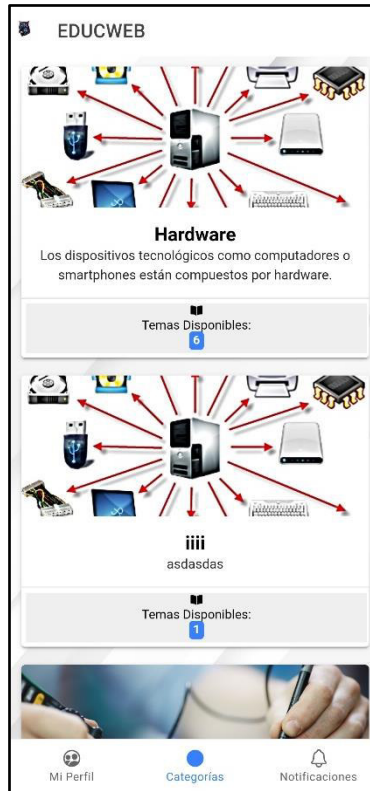 EDUCWEB
Hardware
Los dispositivos tecnológicos como computadores o
smartphones están compuestos por hardware.
Temas Disponibles:
6
iiii
asdasdas
Temas Disponibles:
1
Mi Perfil
Categorías
Notificaciones